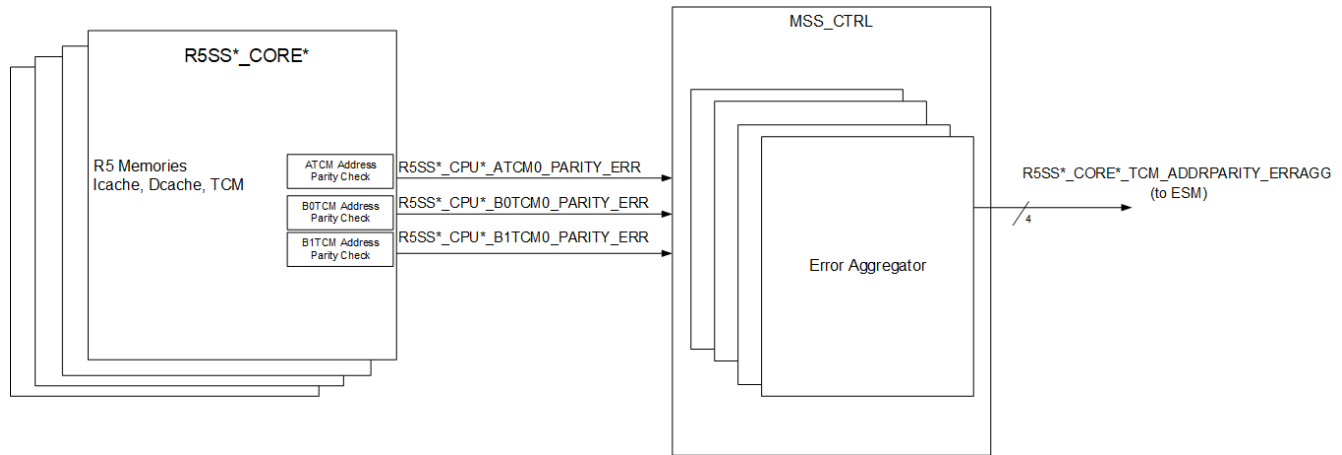 R5SS*_CORE*
R5 Memories
Icache, Dcache, TCM
ATCM Address
Parity Check
B0TCM Address
Parity Check
B1TCM Address
Parity Check
R5SS*_CPU*_ATCM0_PARITY_ERR
R5SS*_CPU*_B0TCM0_PARITY_ERR
R5SS*_CPU*_B1TCM0_PARITY_ERR
MSS_CTRL
Error Aggregator
R5SS*_CORE*_TCM_ADDRPARITY_ERRAGG
(to ESM)
4